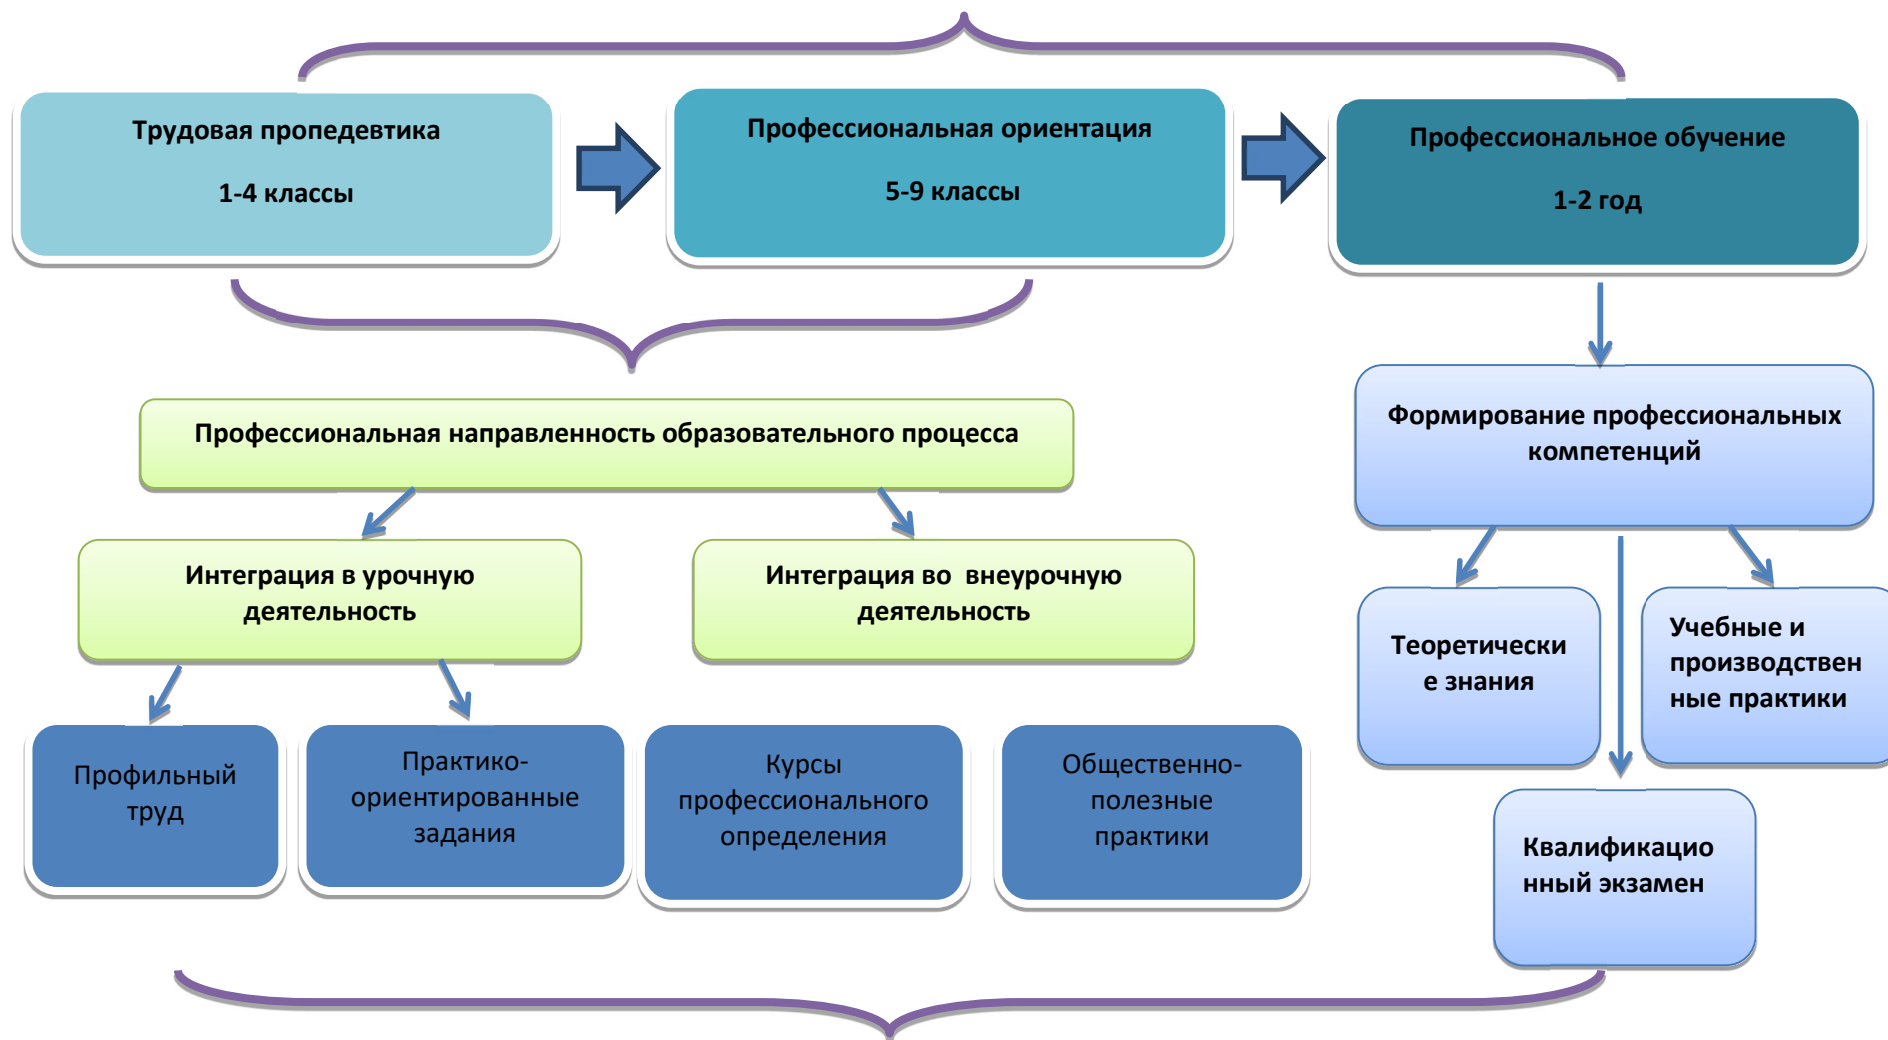 Трудовая пропедевтика
1-4 классы
Профессиональная ориентация
5-9 классы
Профессиональное обучение
1-2 год
Профессиональная направленность образовательного процесса
Формирование профессиональных
компетенций
Интеграция в урочную
деятельность
Интеграция во  внеурочную
деятельность
Теоретически
е знания
Учебные и
производствен
ные практики
Профильный
труд
Практико-
ориентированные
задания
Курсы
профессионального
определения
Общественно-
полезные
практики
Квалификацио
нный экзамен